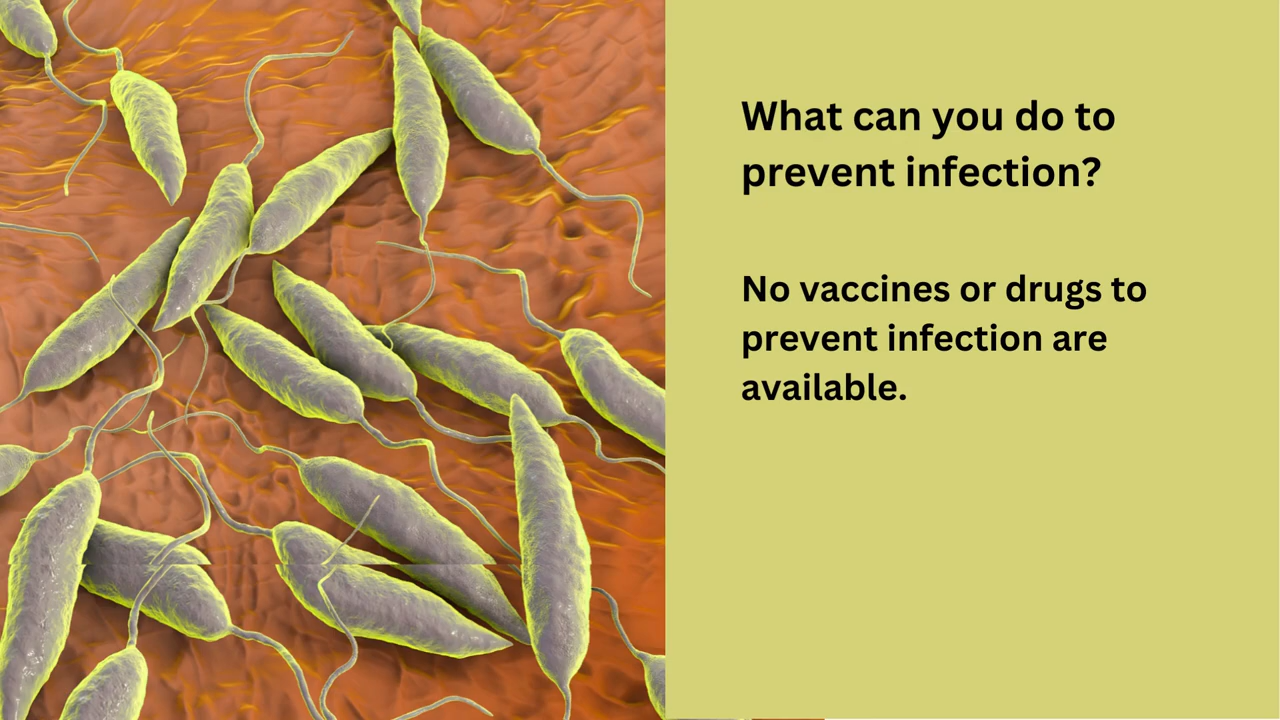 What can you do to
prevent infection?
No vaccines or drugs to
prevent infection are
available.